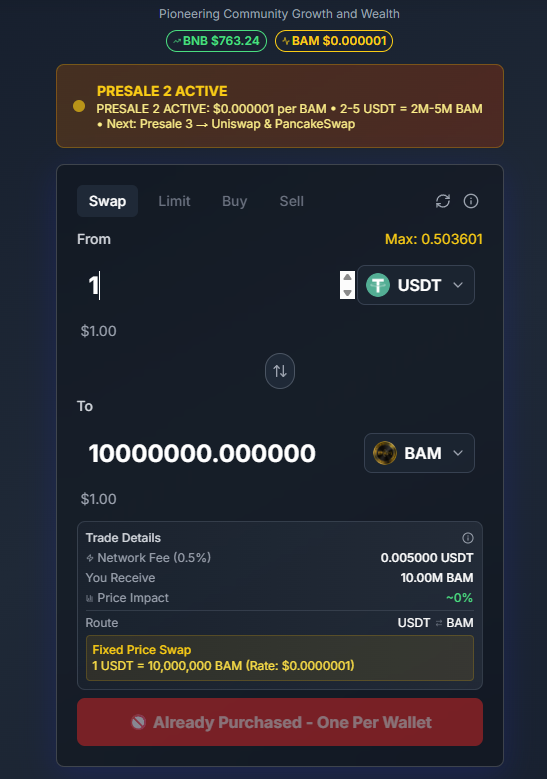 Pioneering Community Growth and Wealth
BNB $763.24 BAM $0.000001
PRESALE 2 ACTIVE
PRESALE 2 ACTIVE: $0.000001 per BAM • 2-5 USDT = 2M-5M BAM
• Next: Presale 3 → Uniswap & PancakeSwap
Swap Limit Buy Sell
From Max: 0.503601
1 USDT
$1.00
To
10000000.000000 BAM
$1.00
Trade Details
Network Fee (0.5%) 0.005000 USDT
You Receive 10.00M BAM
Price Impact ~0%
Route USDT ⇄ BAM
Fixed Price Swap
1 USDT = 10,000,000 BAM (Rate: $0.0000001)
Already Purchased - One Per Wallet